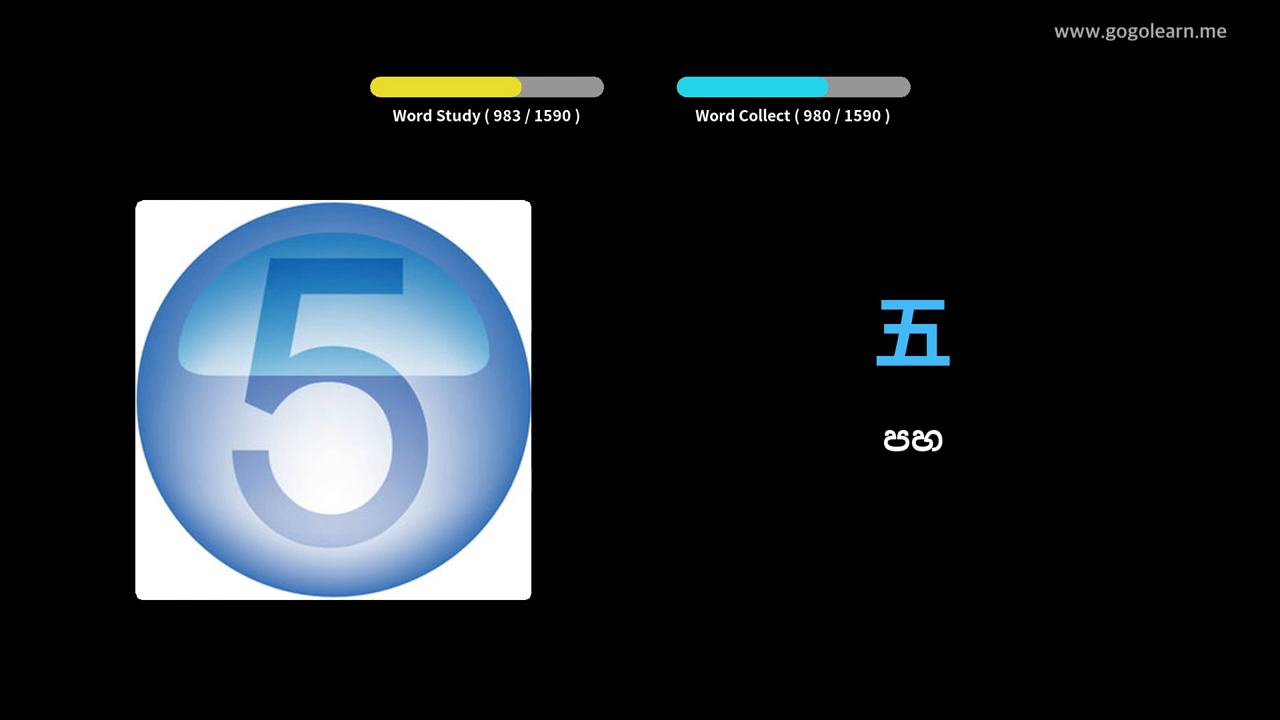 www.gogolearn.me
Word Study ( 983 / 1590 )
Word Collect ( 980 / 1590 )
5
五
පහ